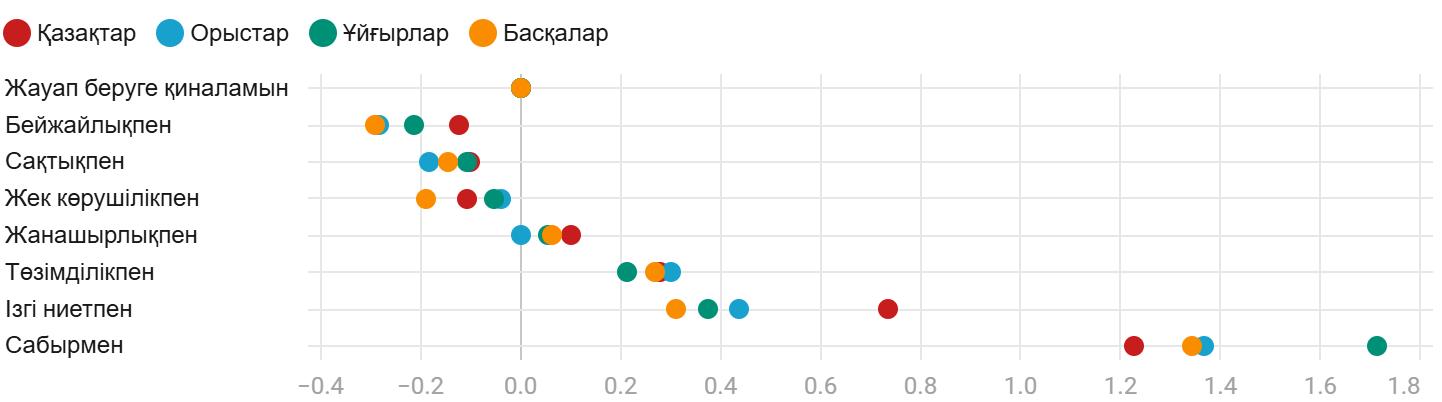 Қазақтар Орыстар Ұйғырлар Басқалар
Жауап беруге қиналамын
Бейжайлықпен
Сақтықпен
Жек көрушілікпен
Жанашырлықпен
Төзімділікпен
Ізгі ниетпен
Сабырмен
−0.4 −0.2 0.0 0.2 0.4 0.6 0.8 1.0 1.2 1.4 1.6 1.8